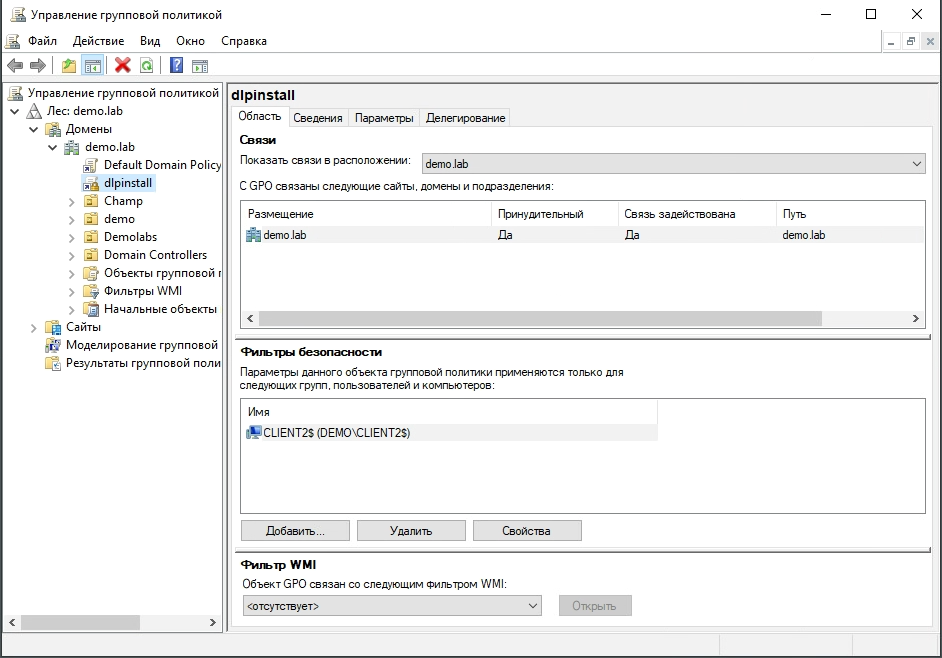 Управление групповой политикой
Файл Действие Вид Окно Справка
Управление групповой политикой
Лес: demo.lab
Домены
demo.lab
Default Domain Policy
dlpinstall
Champ
demo
Demolabs
Domain Controllers
Объекты групповой г
Фильтры WMI
Начальные объекты
Сайты
Моделирование групповой
Результаты групповой поли
dlpinstall
Область Сведения Параметры Делегирование
Связи
Показать связи в расположении: demo.lab
С GPO связаны следующие сайты, домены и подразделения:
Размещение Принудительный Связь задействована Путь
demo.lab Да Да demo.lab
Фильтры безопасности
Параметры данного объекта групповой политики применяются только для
следующих групп, пользователей и компьютеров:
Имя
CLIENT2$ (DEMO\CLIENT2$)
Добавить... Удалить Свойства
Фильтр WMI
Объект GPO связан со следующим фильтром WMI:
<отсутствует> Открыть